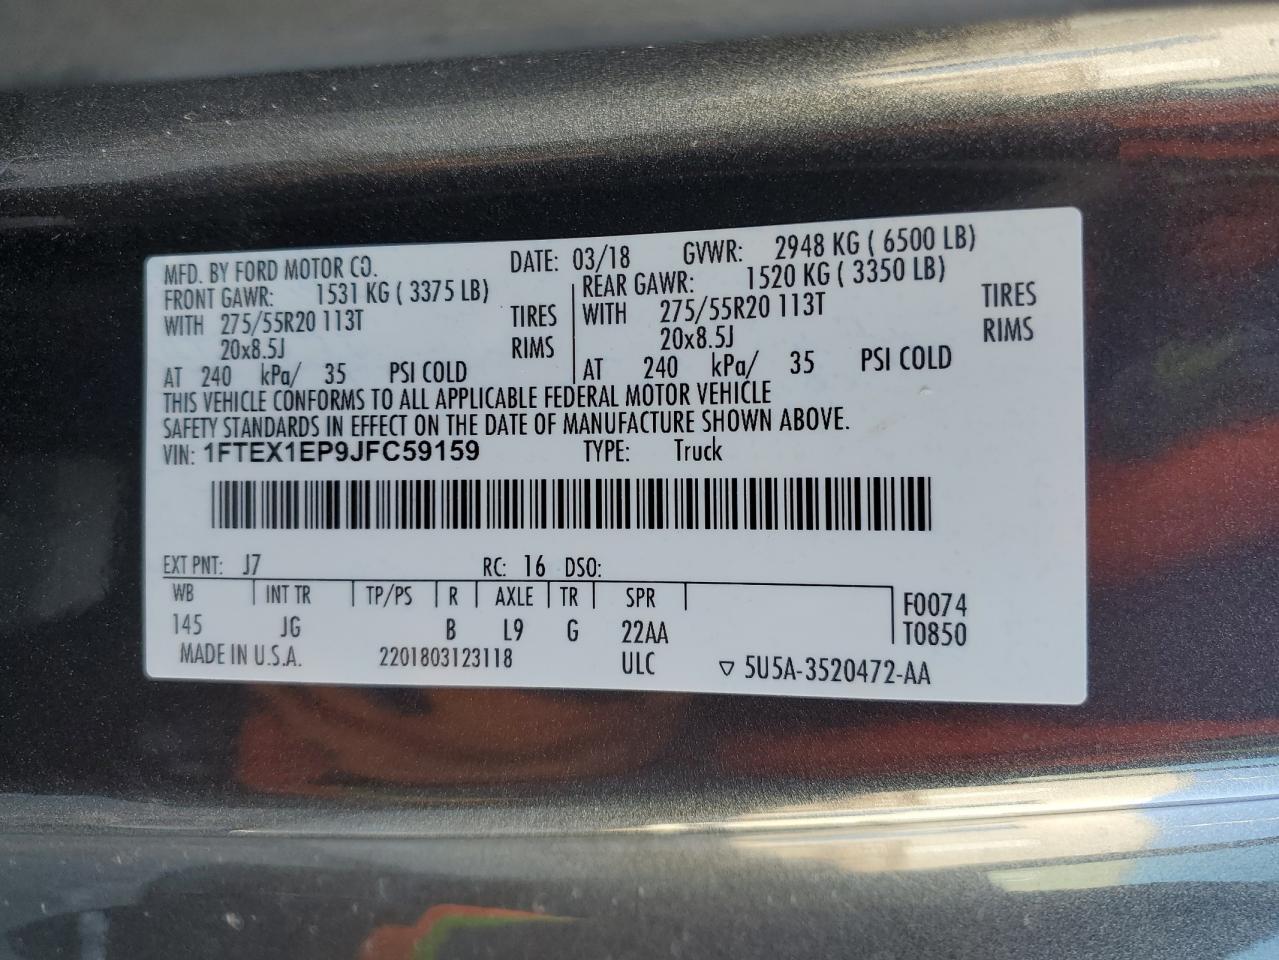 MFD. BY FORD MOTOR CO. DATE: 03/18 GVWR: 2948 KG ( 6500 LB)
FRONT GAWR: 1531 KG ( 3375 LB) REAR GAWR: 1520 KG ( 3350 LB)
WITH 275/55R20 113T TIRES WITH 275/55R20 113T TIRES
20x8.5J RIMS 20x8.5J RIMS
AT 240 kPa/ 35 PSI COLD AT 240 kPa/ 35 PSI COLD
THIS VEHICLE CONFORMS TO ALL APPLICABLE FEDERAL MOTOR VEHICLE
SAFETY STANDARDS IN EFFECT ON THE DATE OF MANUFACTURE SHOWN ABOVE.
VIN: 1FTEX1EP9JFC59159 TYPE: Truck
EXT PNT: J7 RC: 16 DSO:
WB INT TR TP/PS R AXLE TR SPR F0074
145 JG B L9 G 22AA T0850
MADE IN U.S.A. 2201803123118 ULC ▽ 5U5A-3520472-AA